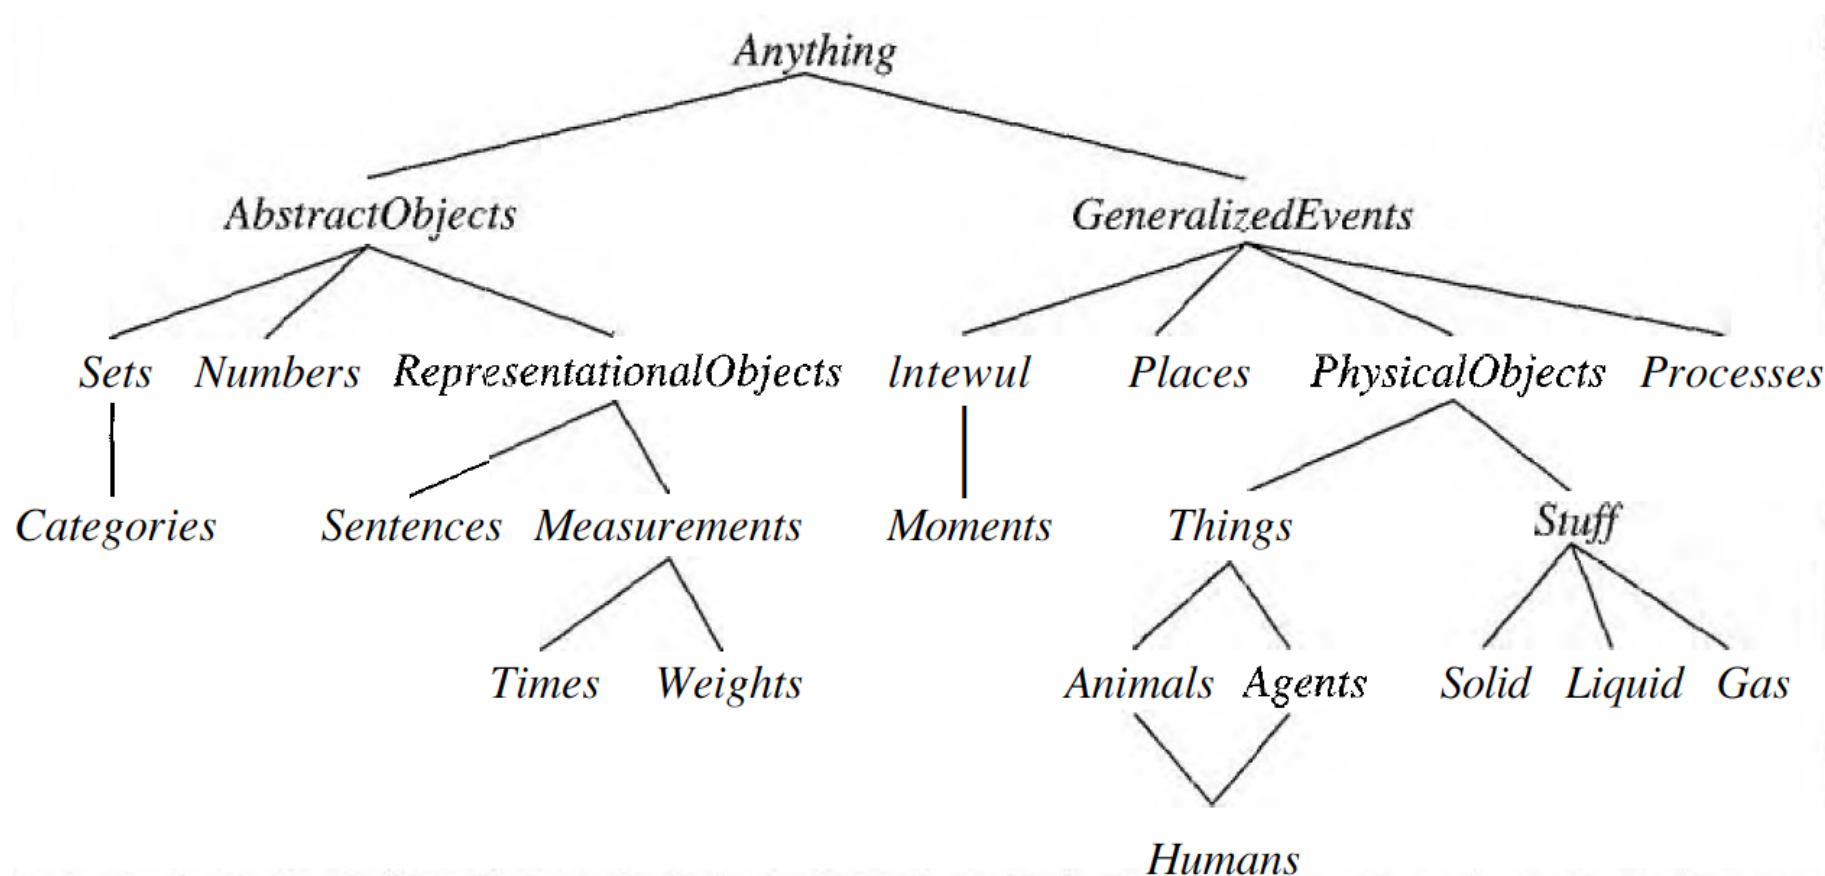 Anything
AbstractObjects GeneralizedEvents
Sets Numbers RepresentationalObjects lntewul Places PhysicalObjects Processes
Categories Sentences Measurements Moments Things Stuff
Times Weights Animals Agents Solid Liquid Gas
Humans